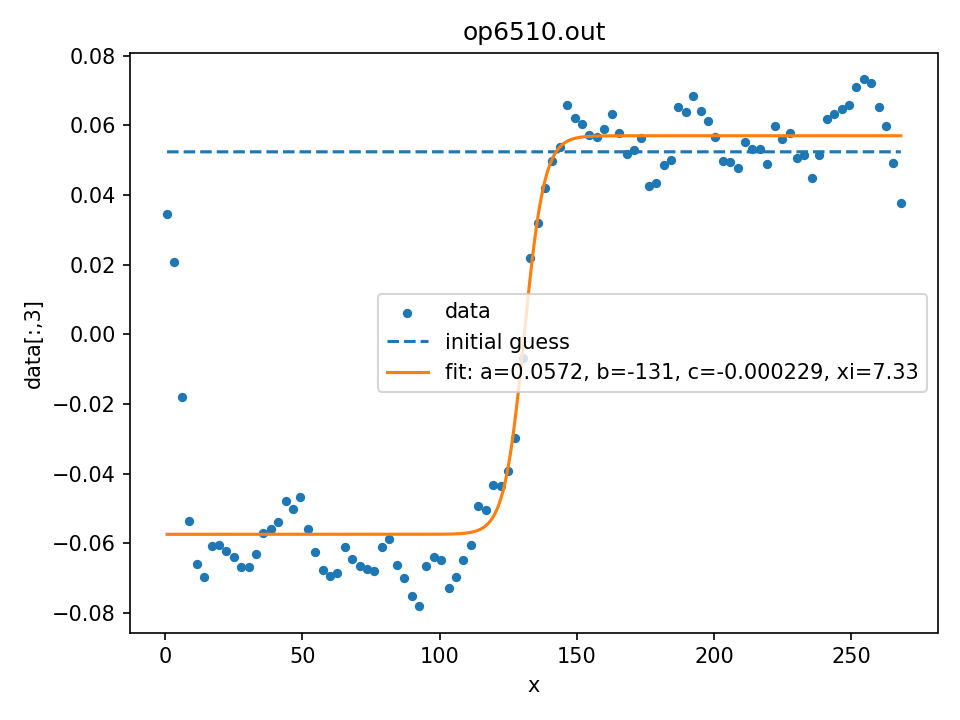 op6510.out
0.08
0.06
0.04
0.02
0.00
−0.02
−0.04
−0.06
−0.08
data[:,3]
data
initial guess
fit: a=0.0572, b=-131, c=-0.000229, xi=7.33
0 50 100 150 200 250
x